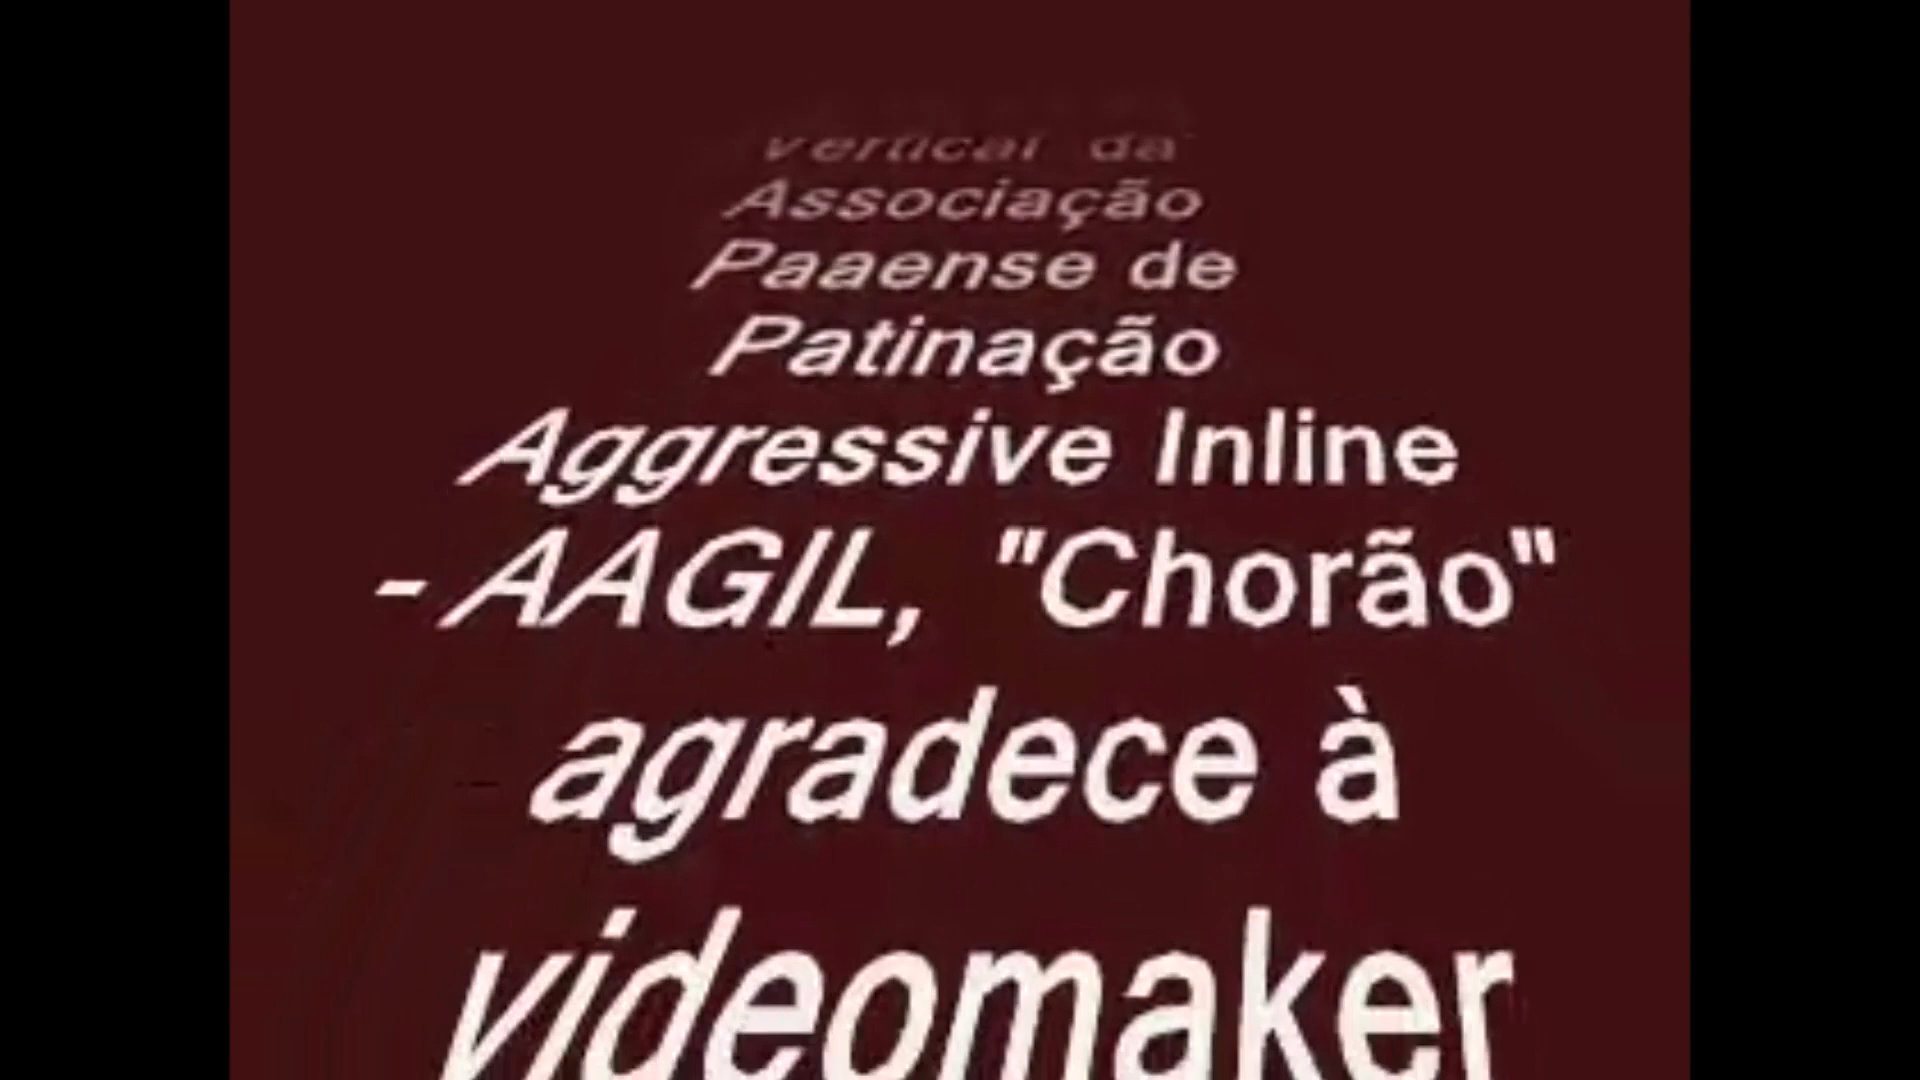 vertical da
Associação
Paaense de
Patinação
Aggressive Inline
- AAGIL, "Chorão"
agradece à
videomaker